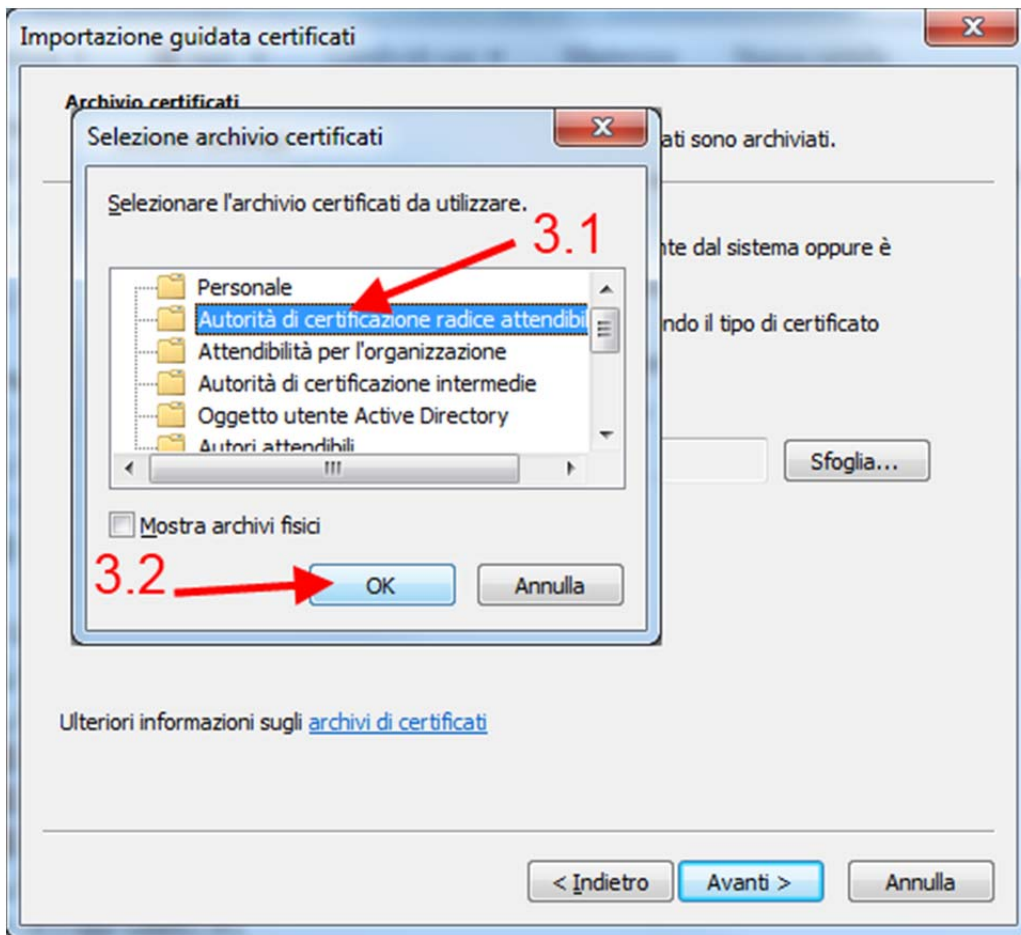 Importazione guidata certificati
Archivio certificati
Selezione archivio certificati
ati sono archiviati.
Selezionare l'archivio certificati da utilizzare.
3.1
nte dal sistema oppure è
Personale
Autorità di certificazione radice attendibil
ndo il tipo di certificato
Attendibilità per l'organizzazione
Autorità di certificazione intermedie
Oggetto utente Active Directory
Autori attendibili
Sfoglia...
Mostra archivi fisici
3.2
OK Annulla
Ulteriori informazioni sugli archivi di certificati
< Indietro Avanti > Annulla